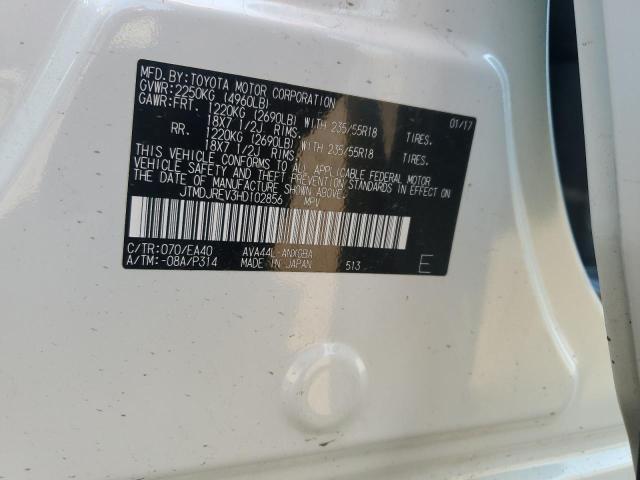 MFD. BY: TOYOTA MOTOR CORPORATION 01/17
GVWR: 2250KG (4960LB)
GAWR: FRT. 1220KG (2690LB) WITH 235/55R18 TIRES,
18X7 1/2J RIMS,
RR. 1220KG (2690LB) WITH 235/55R18 TIRES,
18X7 1/2J RIMS,
THIS VEHICLE CONFORMS TO ALL APPLICABLE FEDERAL MOTOR
VEHICLE SAFETY AND THEFT PREVENTION STANDARDS IN EFFECT ON
THE DATE OF MANUFACTURE SHOWN ABOVE.
JTMDJREV3HD102856 MPV
C/TR: 070/EA40 AVA44L-ANXGBA
A/TM: -08A/P314 MADE IN JAPAN 513 E